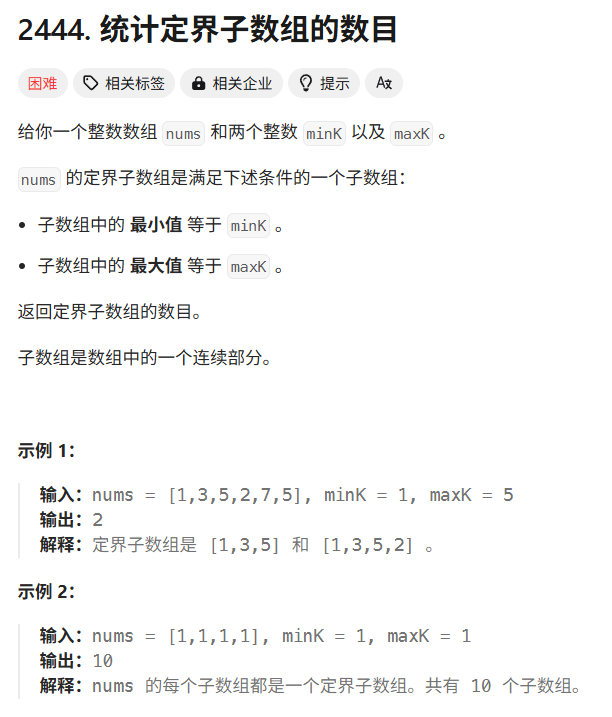 2444. 统计定界子数组的数目
困难 相关标签 相关企业 提示 Aあ
给你一个整数数组 nums 和两个整数 minK 以及 maxK 。
nums 的定界子数组是满足下述条件的一个子数组：
• 子数组中的 最小值 等于 minK 。
• 子数组中的 最大值 等于 maxK 。
返回定界子数组的数目。
子数组是数组中的一个连续部分。
示例 1：
输入：nums = [1,3,5,2,7,5], minK = 1, maxK = 5
输出：2
解释：定界子数组是 [1,3,5] 和 [1,3,5,2] 。
示例 2：
输入：nums = [1,1,1,1], minK = 1, maxK = 1
输出：10
解释：nums 的每个子数组都是一个定界子数组。共有 10 个子数组。